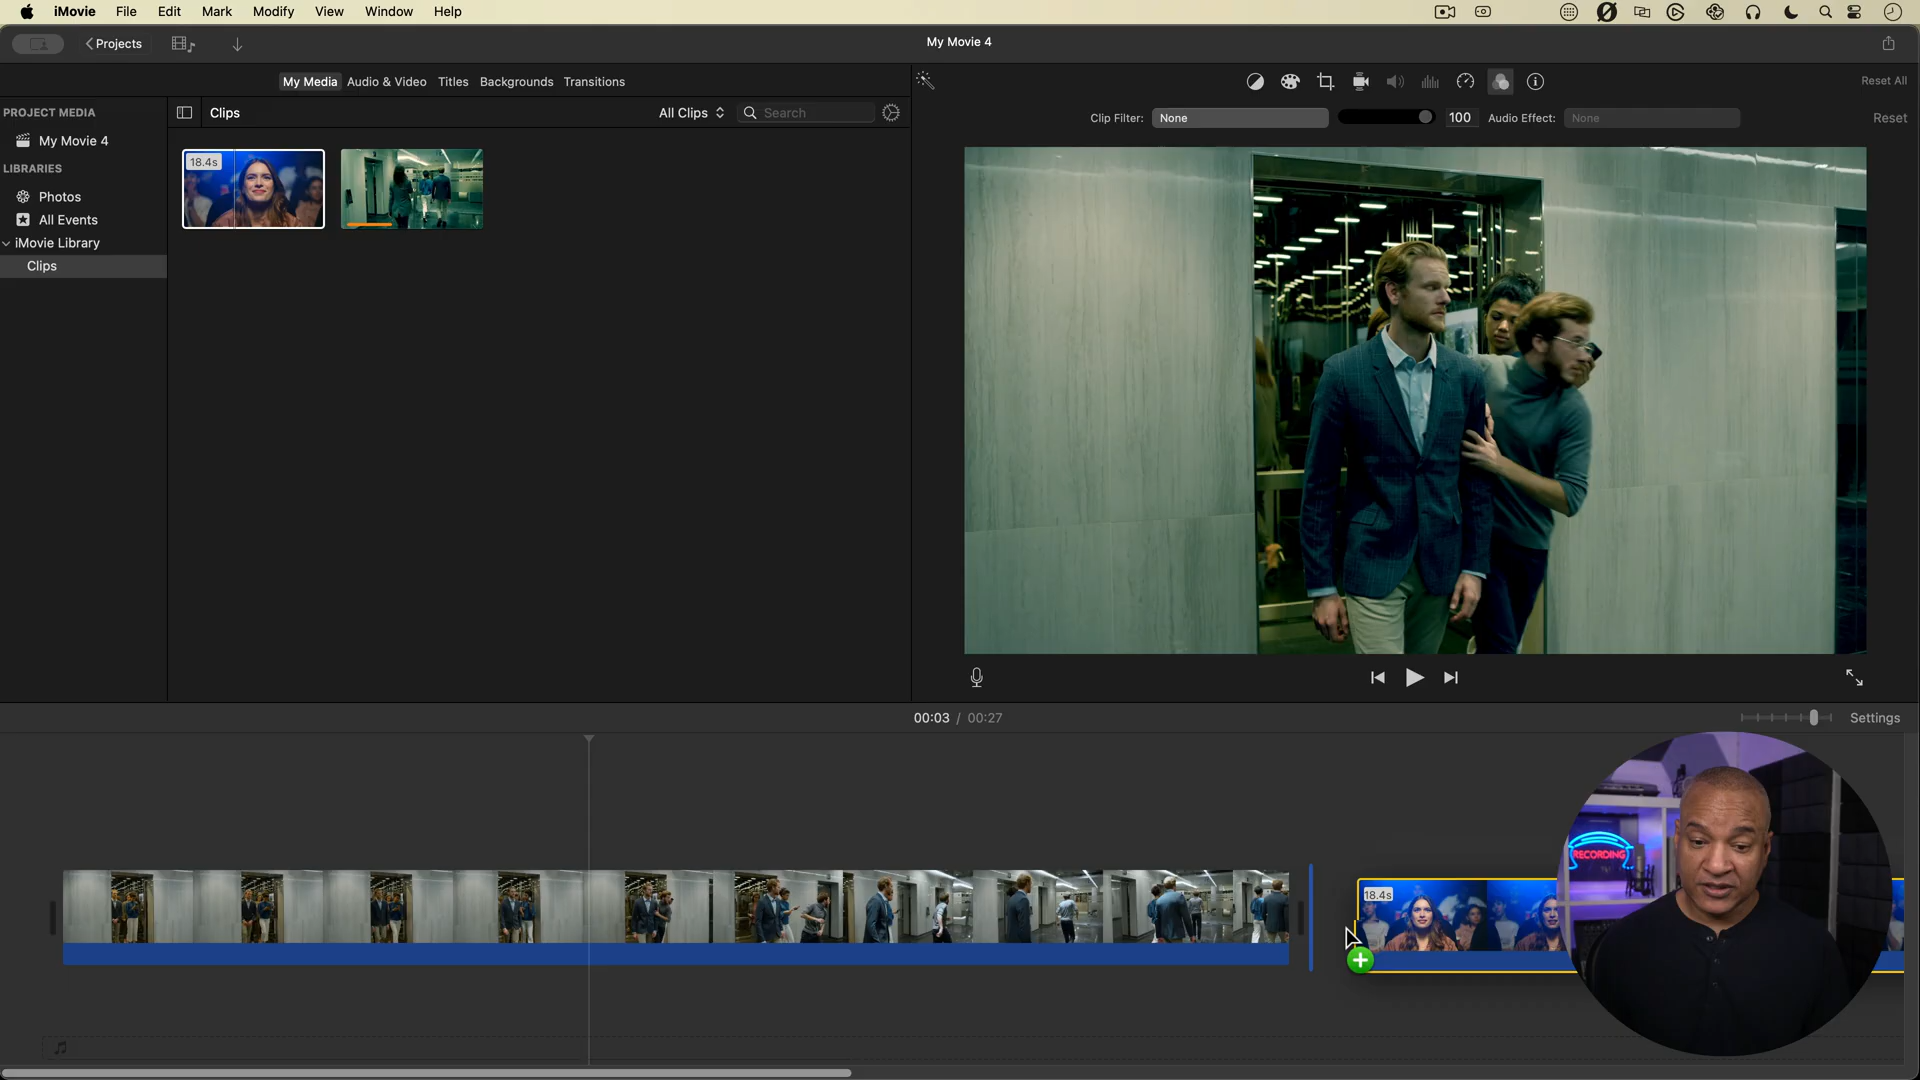 iMovie File Edit Mark Modify View Window Help
Projects
My Movie 4
My Media Audio & Video Titles Backgrounds Transitions
Reset All
PROJECT MEDIA
Clips
All Clips
Search
Clip Filter: None
100
Audio Effect: None
Reset
My Movie 4
LIBRARIES
Photos
All Events
iMovie Library
Clips
18.4s
00:03 / 00:27
Settings
18.4s
RECORDING